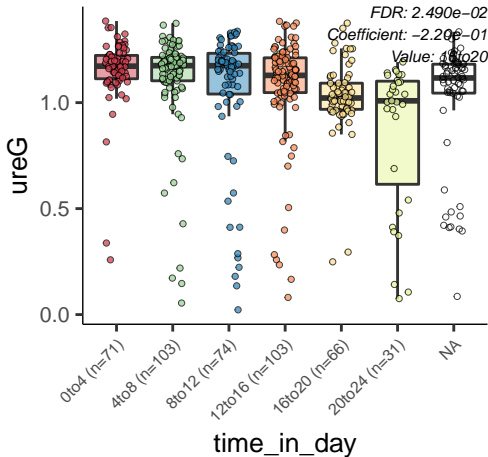 FDR: 2.490e−02
Coefficient: −2.20e−01
Value: 16to20
ureG
1.0
0.5
0.0
0to4 (n=71)
4to8 (n=103)
8to12 (n=74)
12to16 (n=103)
16to20 (n=66)
20to24 (n=31)
NA
time_in_day